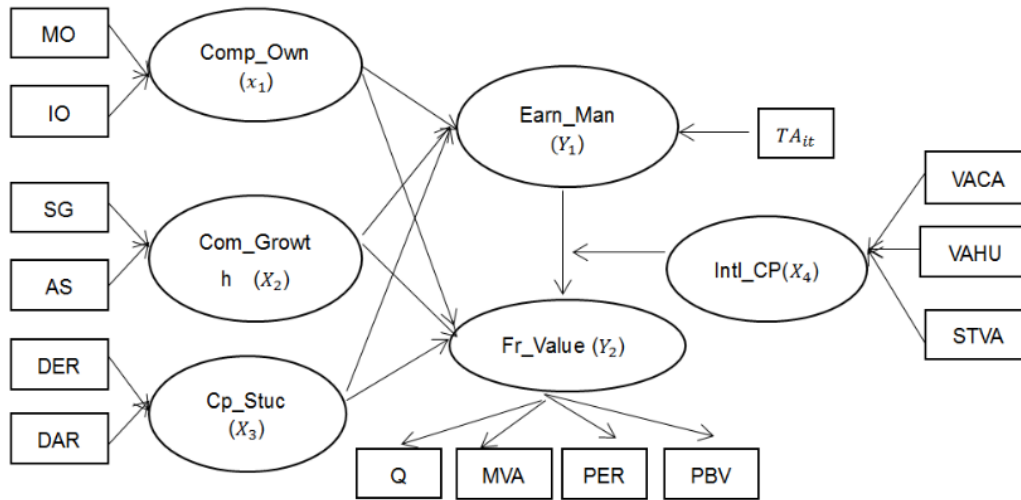 MO
IO
Comp_Own
(x₁)
SG
AS
Com_Growt
h (X₂)
DER
DAR
Cp_Stuc
(X₃)
Earn_Man
(Y₁)
TAᵢₜ
Intl_CP(X₄)
VACA
VAHU
STVA
Fr_Value (Y₂)
Q
MVA
PER
PBV